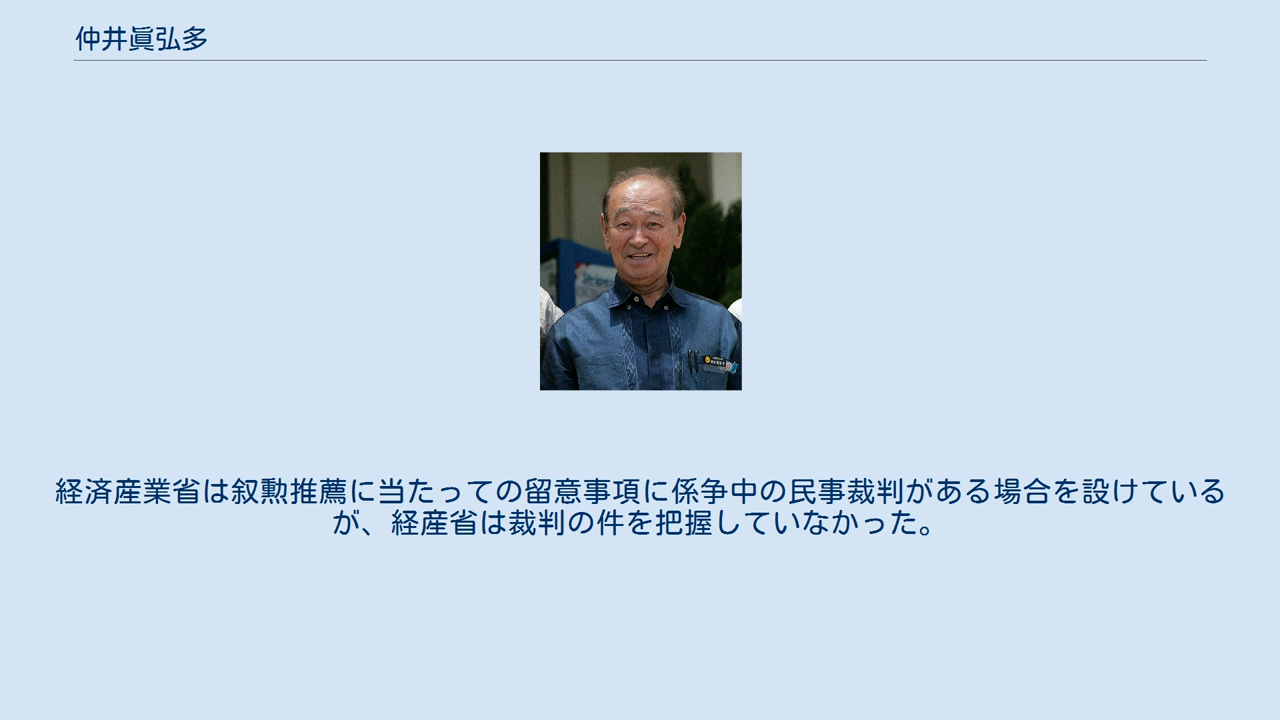 仲井眞弘多
経済産業省は叙勲推薦に当たっての留意事項に係争中の民事裁判がある場合を設けている
が、経産省は裁判の件を把握していなかった。